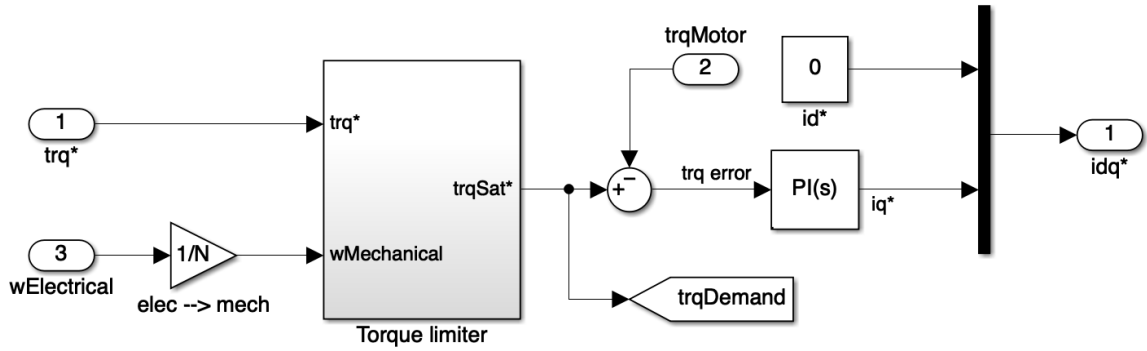 1
trq*
3
wElectrical
1/N
elec --> mech
trq*
wMechanical
trqSat*
Torque limiter
trqMotor
2
+
−
trq error
trqDemand
0
id*
PI(s)
iq*
1
idq*